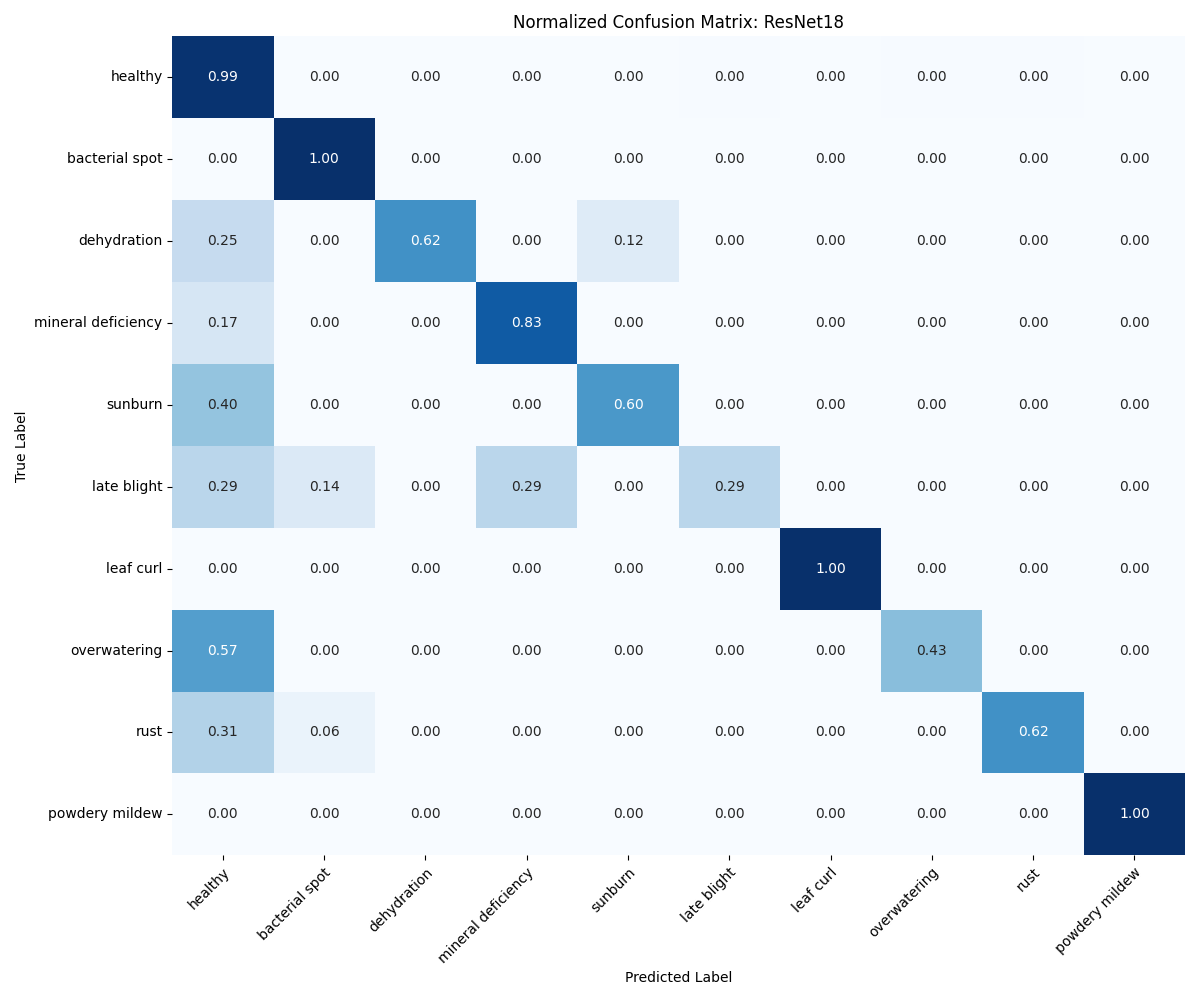 Normalized Confusion Matrix: ResNet18
healthy 0.99 0.00 0.00 0.00 0.00 0.00 0.00 0.00 0.00 0.00
bacterial spot 0.00 1.00 0.00 0.00 0.00 0.00 0.00 0.00 0.00 0.00
dehydration 0.25 0.00 0.62 0.00 0.12 0.00 0.00 0.00 0.00 0.00
mineral deficiency 0.17 0.00 0.00 0.83 0.00 0.00 0.00 0.00 0.00 0.00
sunburn 0.40 0.00 0.00 0.00 0.60 0.00 0.00 0.00 0.00 0.00
late blight 0.29 0.14 0.00 0.29 0.00 0.29 0.00 0.00 0.00 0.00
leaf curl 0.00 0.00 0.00 0.00 0.00 0.00 1.00 0.00 0.00 0.00
overwatering 0.57 0.00 0.00 0.00 0.00 0.00 0.00 0.43 0.00 0.00
rust 0.31 0.06 0.00 0.00 0.00 0.00 0.00 0.00 0.62 0.00
powdery mildew 0.00 0.00 0.00 0.00 0.00 0.00 0.00 0.00 0.00 1.00
True Label
healthy
bacterial spot
dehydration
mineral deficiency
sunburn
late blight
leaf curl
overwatering
rust
powdery mildew
Predicted Label